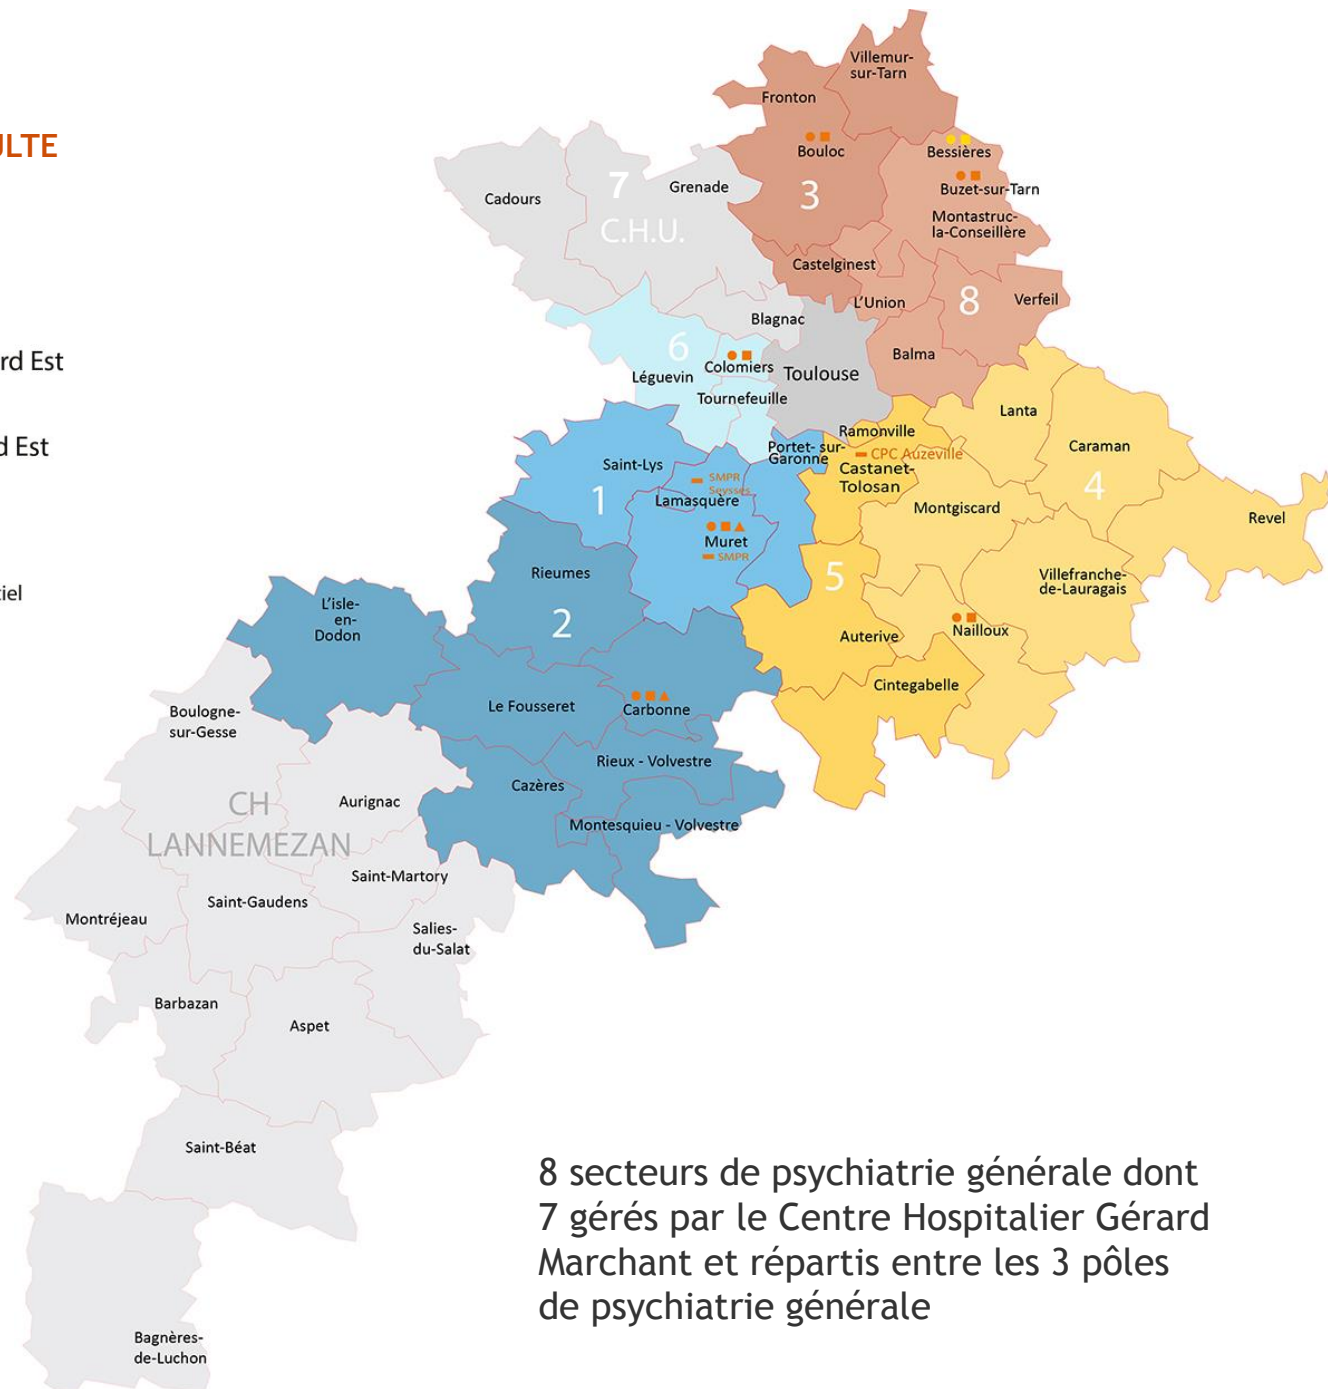 ULTE
rd Est
d Est
tiel
Villemur-
sur-Tarn
Fronton
Bouloc
3
Bessières
Buzet-sur-Tarn
Montastruc-
la-Conseillère
Cadours
7
C.H.U.
Grenade
Castelginest
L'Union
8
Verfeil
Blagnac
Balma
6
Colomiers
Léguevin
Toulouse
Tournefeuille
Lanta
Ramonville
Caraman
Portet- sur-
Garonne
CPC Auzeville
Castanet-
Tolosan
Saint-Lys
SMPR
Seysses
1
Lamasquère
4
Montgiscard
Revel
Muret
SMPR
Rieumes
5
Villefranche-
de-Lauragais
L'isle-
en-
Dodon
2
Auterive
Nailloux
Cintegabelle
Le Fousseret
Carbonne
Boulogne-
sur-Gesse
Rieux - Volvestre
Cazères
CH
LANNEMEZAN
Aurignac
Montesquieu - Volvestre
Saint-Martory
Saint-Gaudens
Montréjeau
Salies-
du-Salat
Barbazan
Aspet
Saint-Béat
8 secteurs de psychiatrie générale dont
7 gérés par le Centre Hospitalier Gérard
Marchant et répartis entre les 3 pôles
de psychiatrie générale
Bagnères-
de-Luchon